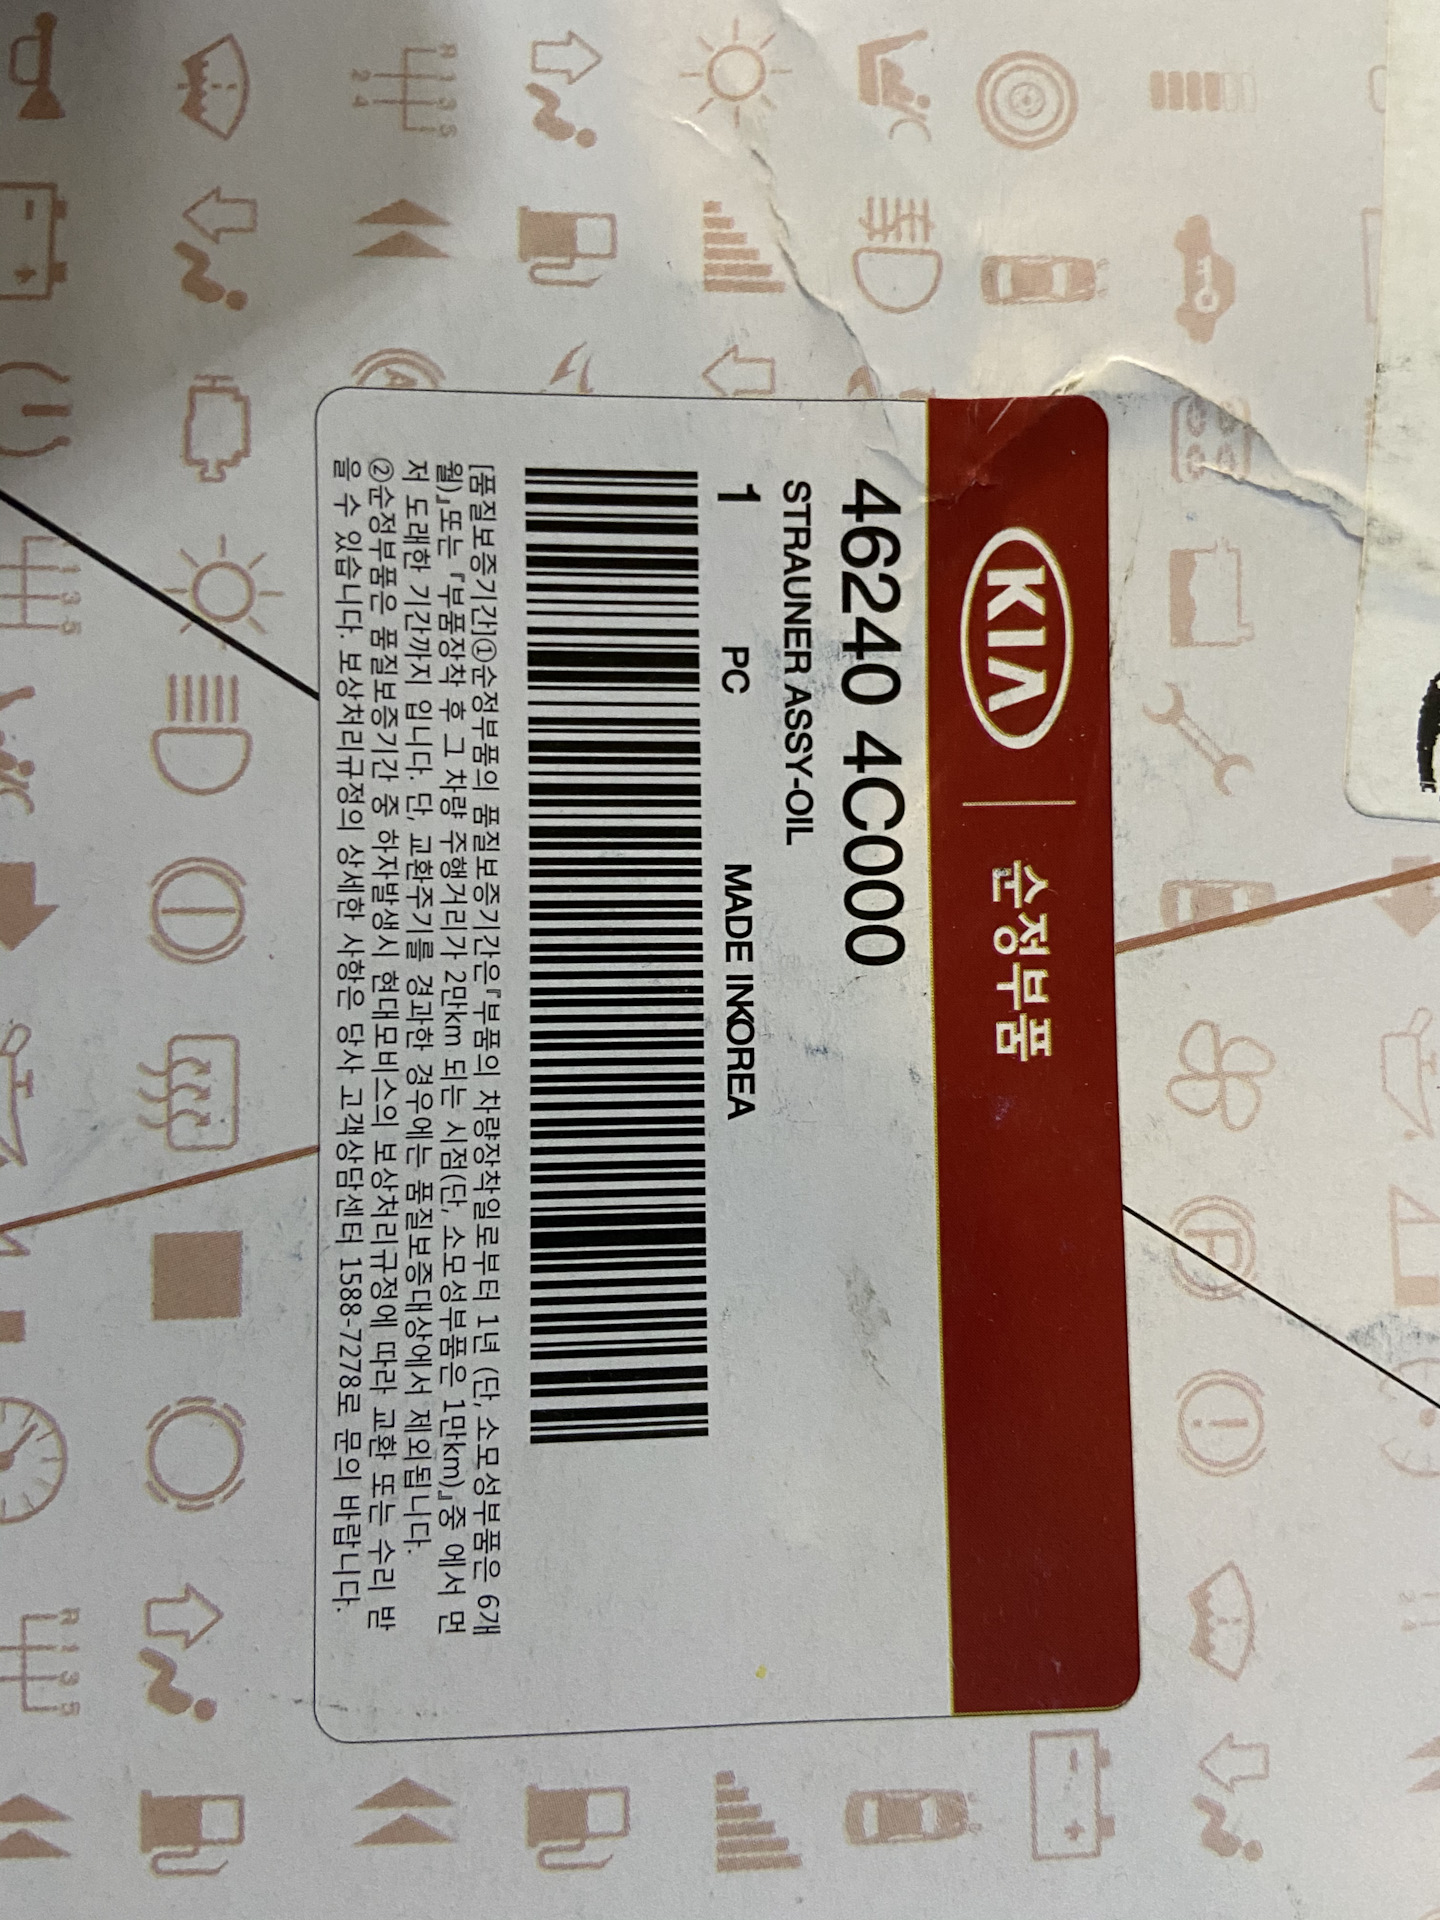 KIA 순정부품
46240 4C000
STRAUNER ASSY-OIL
1 PC MADE INKOREA
[품질보증기간]①순정부품의 품질보증기간은『부품의 차량장착일로부터 1년 (단, 소모성부품은 6개
월)』또는 『부품장착 후 그 차량 주행거리가 2만km 되는 시점(단, 소모성부품은 1만km)』중 에서 먼
저 도래한 기간까지 입니다. 단, 교환주기를 경과한 경우에는 품질보증대상에서 제외됩니다.
②순정부품은 품질보증기간 중 하자발생시 현대모비스의 보상처리규정에 따라 교환 또는 수리 받
을 수 있습니다. 보상처리규정의 상세한 사항은 당사 고객상담센터 1588-7278로 문의 바랍니다.